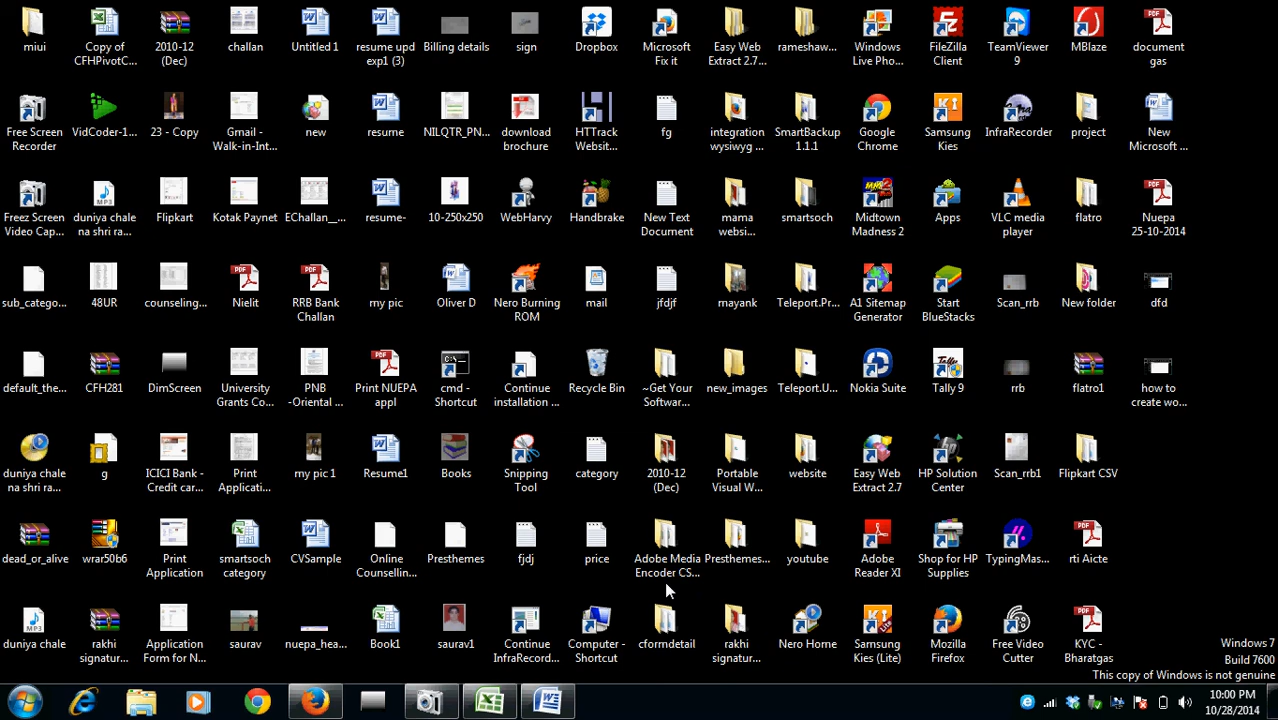 miui
Copy of
CFHPivotC...
2010-12
(Dec)
challan
Untitled 1
resume upd
exp1 (3)
Billing details
sign
Dropbox
Microsoft
Fix it
Easy Web
Extract 2.7...
rameshaw...
Windows
Live Pho...
FileZilla
Client
TeamViewer
9
MBlaze
document
gas
Free Screen
Recorder
VidCoder-1...
23 - Copy
Gmail -
Walk-in-Int...
new
resume
NILQTR_PN...
download
brochure
HTTrack
Websit...
fg
integration
wysiwyg ...
SmartBackup
1.1.1
Google
Chrome
Samsung
Kies
InfraRecorder
project
New
Microsoft ...
Freez Screen
Video Cap...
duniya chale
na shri ra...
Flipkart
Kotak Paynet
EChallan__...
resume-
10-250x250
WebHarvy
Handbrake
New Text
Document
mama
websi...
smartsoch
Midtown
Madness 2
Apps
VLC media
player
flatro
Nuepa
25-10-2014
sub_catego...
48UR
counseling...
Nielit
RRB Bank
Challan
my pic
Oliver D
Nero Burning
ROM
mail
jfdjf
mayank
Teleport.Pr...
A1 Sitemap
Generator
Start
BlueStacks
Scan_rrb
New folder
dfd
default_the...
CFH281
DimScreen
University
Grants Co...
PNB
-Oriental ...
Print NUEPA
appl
cmd -
Shortcut
Continue
installation ...
Recycle Bin
~Get Your
Softwar...
new_images
Teleport.U...
Nokia Suite
Tally 9
rrb
flatro1
how to
create wo...
duniya chale
na shri ra...
g
ICICI Bank -
Credit car...
Print
Applicati...
my pic 1
Resume1
Books
Snipping
Tool
category
2010-12
(Dec)
Portable
Visual W...
website
Easy Web
Extract 2.7
HP Solution
Center
Scan_rrb1
Flipkart CSV
dead_or_alive
wrar50b6
Print
Application
smartsoch
category
CVSample
Online
Counsellin...
Presthemes
fjdj
price
Adobe Media
Encoder CS...
Presthemes...
youtube
Adobe
Reader XI
Shop for HP
Supplies
TypingMas...
rti Aicte
duniya chale
rakhi
signatur...
Application
Form for N...
saurav
nuepa_hea...
Book1
saurav1
Continue
InfraRecord...
Computer -
Shortcut
cformdetail
rakhi
signatur...
Nero Home
Samsung
Kies (Lite)
Mozilla
Firefox
Free Video
Cutter
KYC -
Bharatgas
Windows 7
Build 7600
This copy of Windows is not genuine
10:00 PM
10/28/2014